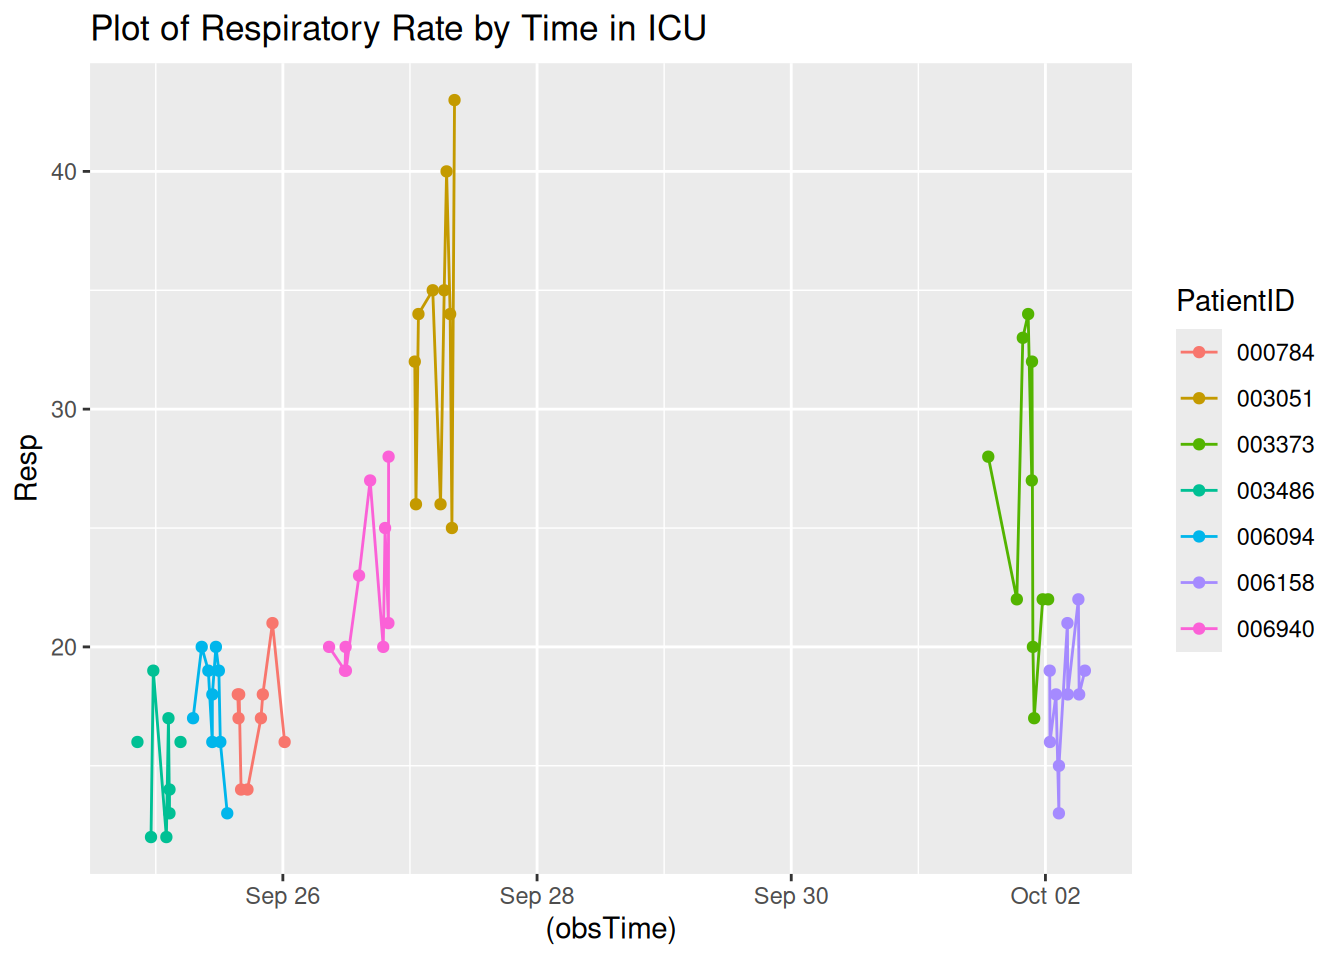 Plot of Respiratory Rate by Time in ICU
40
30
20
Resp
Sep 26 Sep 28 Sep 30 Oct 02
(obsTime)
PatientID
000784
003051
003373
003486
006094
006158
006940